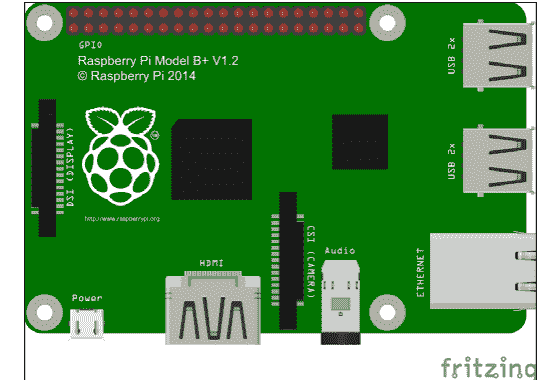 GPIO
Raspberry Pi Model B+ V1.2
© Raspberry Pi 2014
USB 2x
DSI (DISPLAY)
http://www.raspberrypi.org
USB 2x
CSI (CAMERA)
Audio
HDMI
ETHERNET
Power
fritzing